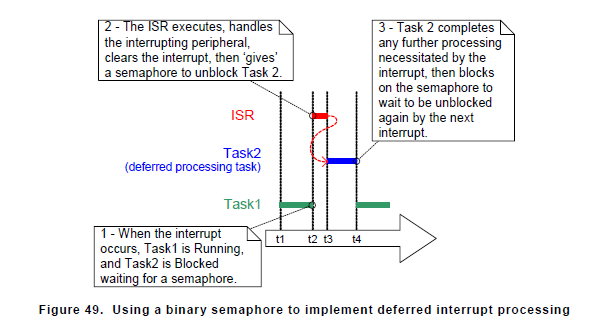 2 - The ISR executes, handles
the interrupting peripheral,
clears the interrupt, then ‘gives’
a semaphore to unblock Task 2.
3 - Task 2 completes
any further processing
necessitated by the
interrupt, then blocks
on the semaphore to
wait to be unblocked
again by the next
interrupt.
ISR
Task2
(deferred processing task)
Task1
1 - When the interrupt
occurs, Task1 is Running,
and Task2 is Blocked
waiting for a semaphore.
t1 t2 t3 t4
Figure 49. Using a binary semaphore to implement deferred interrupt processing